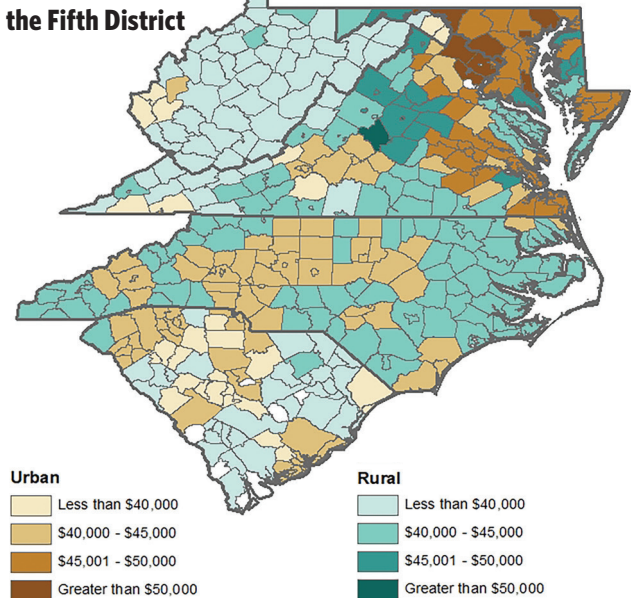 the Fifth District
Urban
Less than $40,000
$40,000 - $45,000
$45,001 - $50,000
Greater than $50,000
Rural
Less than $40,000
$40,000 - $45,000
$45,001 - $50,000
Greater than $50,000